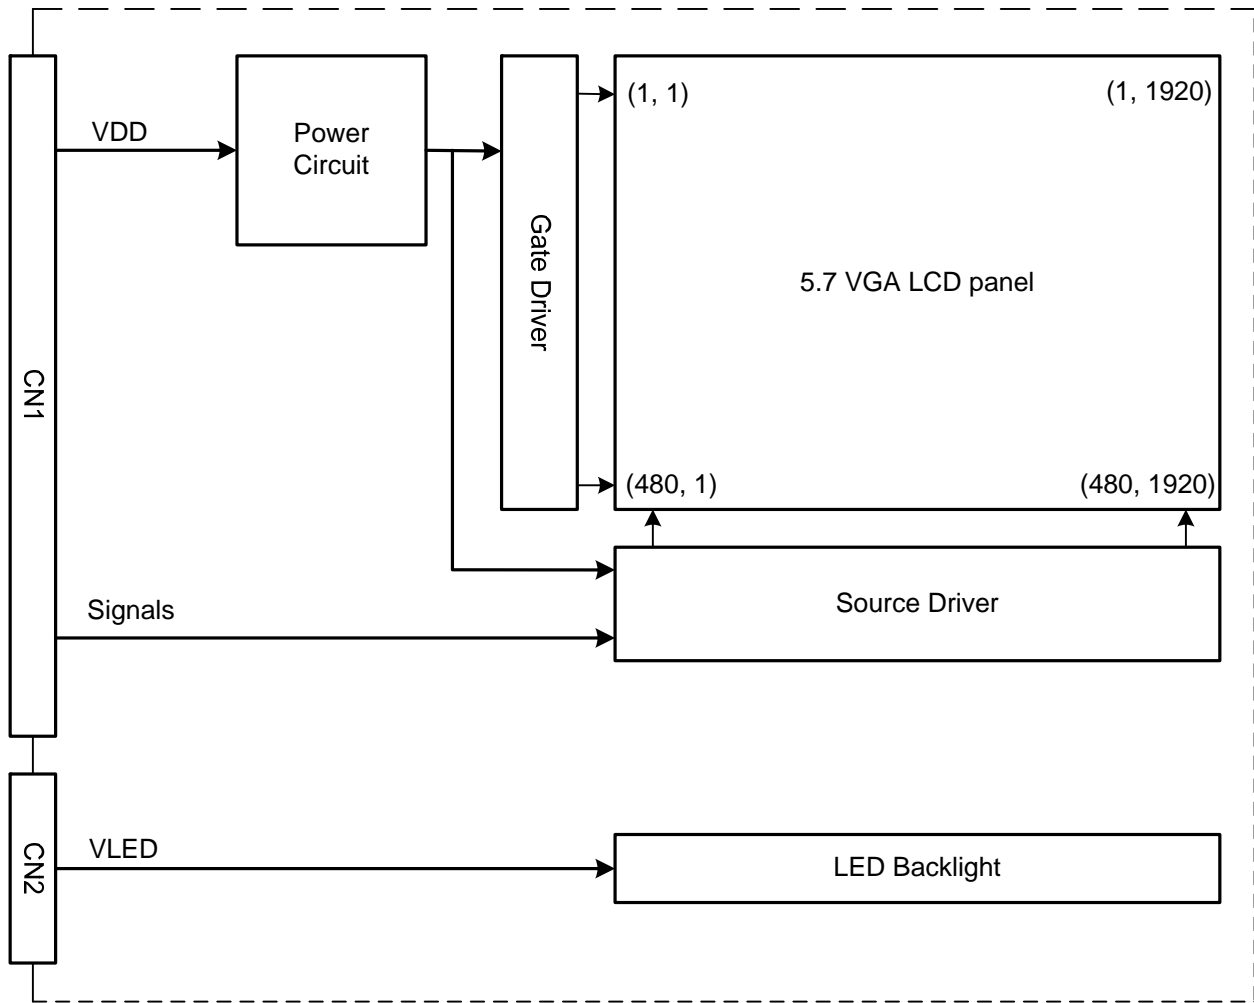 VDD
Power
Circuit
(1, 1)
(1, 1920)
Gate Driver
5.7 VGA LCD panel
CN1
(480, 1)
(480, 1920)
Signals
Source Driver
VLED
CN2
LED Backlight